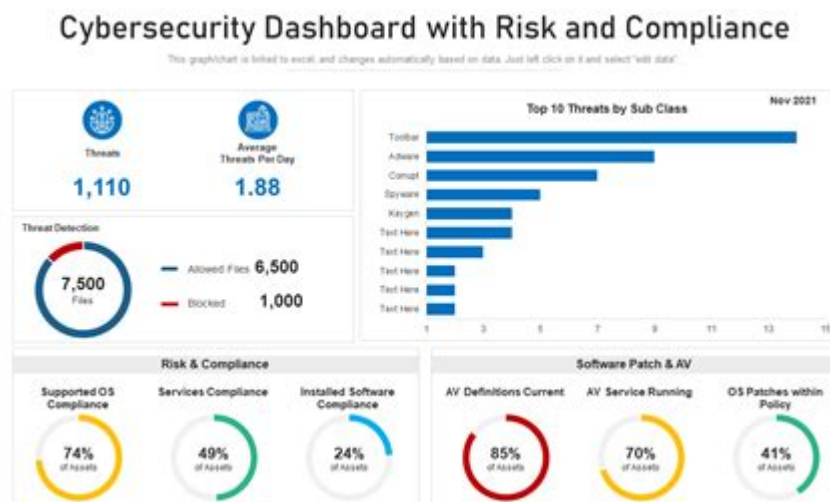 Cybersecurity Dashboard with Risk and Compliance
This graph/chart is linked to excel, and changes automatically based on data. Just left click on it and select "edit data".
Threats
1,110
Average
Threats Per Day
1.88
Threat Detection
7,500
Files
Allowed Files 6,500
Blocked 1,000
Nov 2021
Top 10 Threats by Sub Class
Toolbar
Adware
Corrupt
Spyware
Keygen
Text Here
Text Here
Text Here
Text Here
Text Here
1 3 5 7 9 11 13 15
Risk & Compliance
Supported OS
Compliance
74%
of Assets
Services Compliance
49%
of Assets
Installed Software
Compliance
24%
of Assets
Software Patch & AV
AV Definitions Current
85%
of Assets
AV Service Running
70%
of Assets
OS Patches within
Policy
41%
of Assets